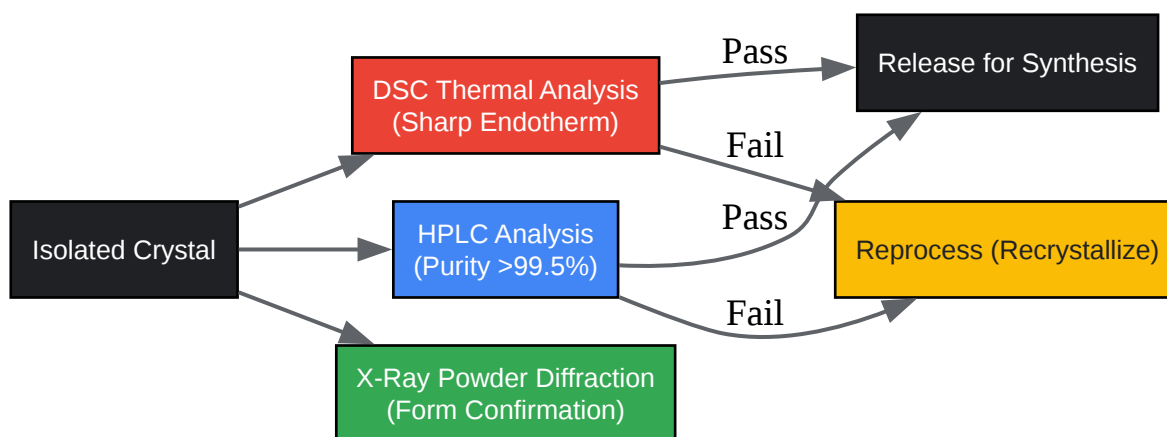 Pass
Release for Synthesis
DSC Thermal Analysis
(Sharp Endotherm)
Fail
Isolated Crystal
HPLC Analysis
(Purity >99.5%)
Pass
Reprocess (Recrystallize)
Fail
X-Ray Powder Diffraction
(Form Confirmation)